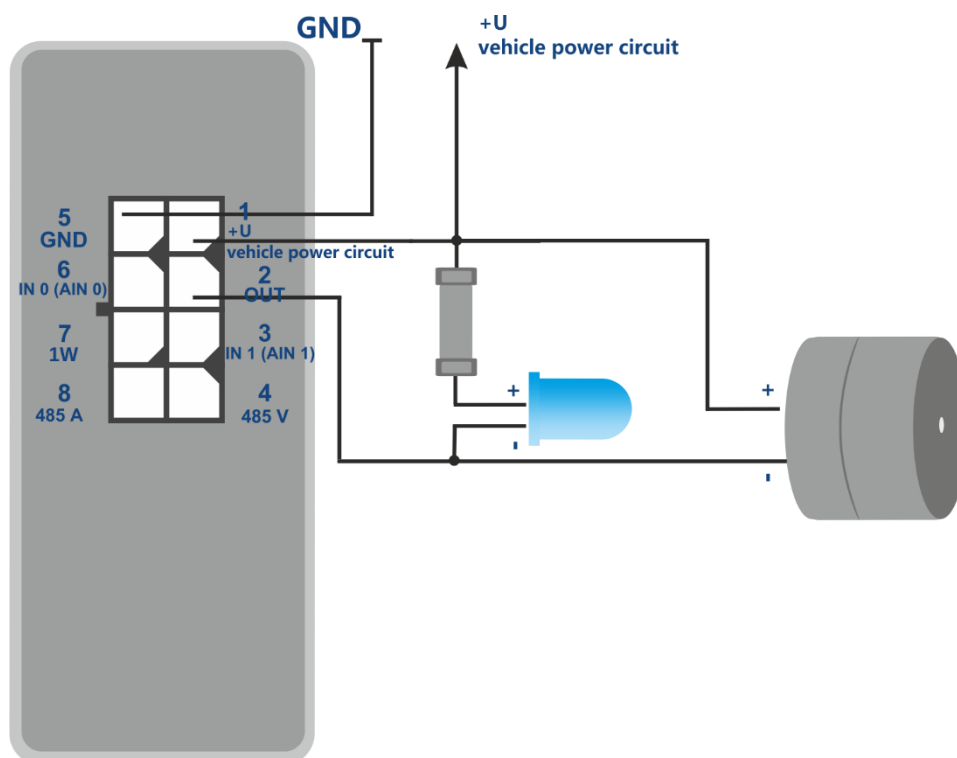 GND
+U
vehicle power circuit
5
GND
1
+U
vehicle power circuit
6
IN 0 (AIN 0)
2
OUT
7
1W
3
IN 1 (AIN 1)
8
485 A
4
485 V
+
-
+
-